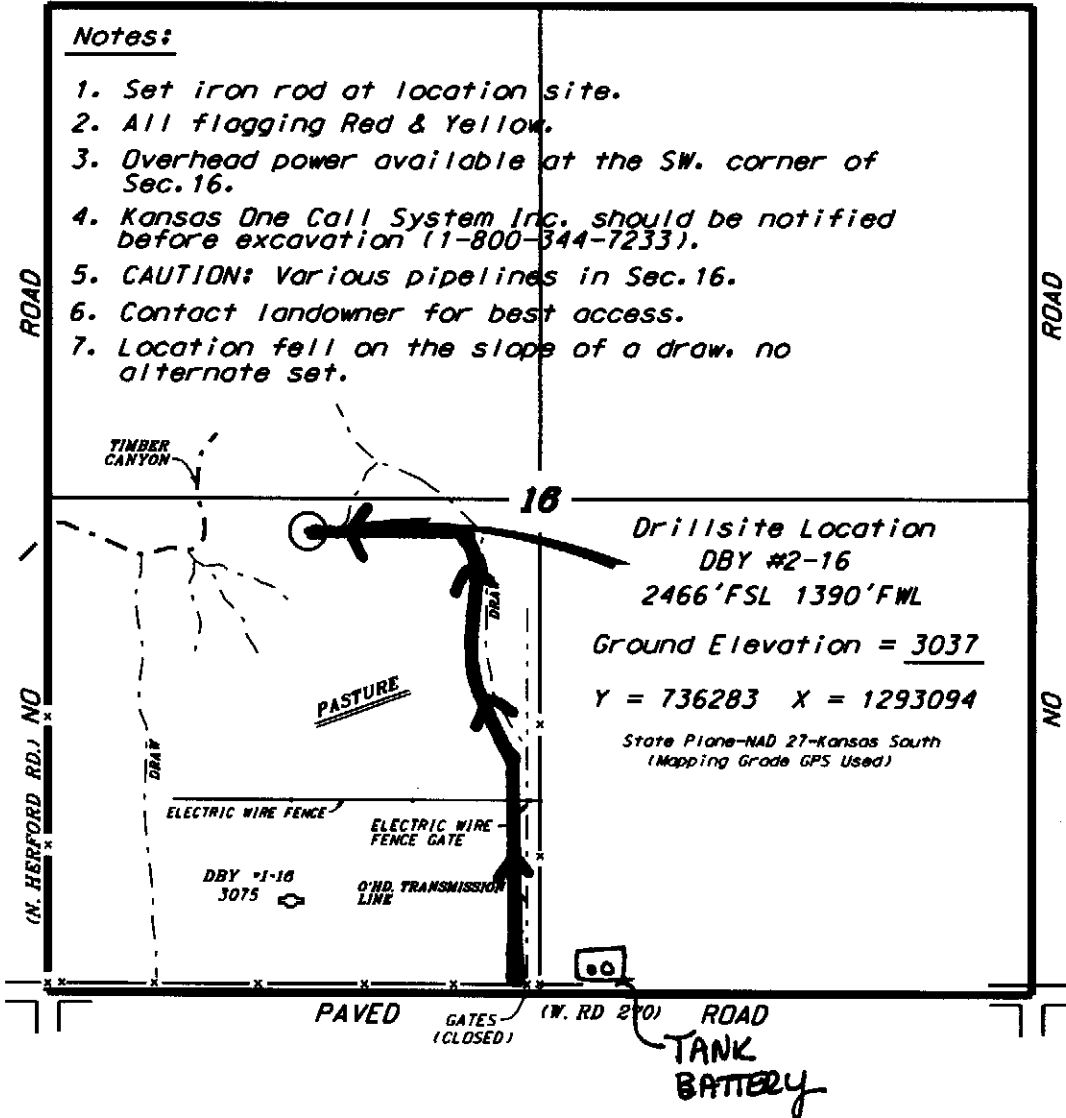 Notes:
1. Set iron rod at location site.
2. All flagging Red & Yellow.
3. Overhead power available at the SW. corner of
Sec. 16.
4. Kansas One Call System Inc. should be notified
before excavation (1-800-344-7233).
5. CAUTION: Various pipelines in Sec. 16.
6. Contact landowner for best access.
7. Location fell on the slope of a draw. no
alternate set.
ROAD
ROAD
TIMBER
CANYON
16
Drillsite Location
DBY #2-16
2466'FSL 1390'FWL
Ground Elevation = 3037
Y = 736283 X = 1293094
State Plane-NAD 27-Kansas South
(Mapping Grade GPS Used)
DRAW
PASTURE
NO
NO
(N. HERFORD RD.)
DRAW
ELECTRIC WIRE FENCE
ELECTRIC WIRE
FENCE GATE
DBY #1-16
3075
O'HD. TRANSMISSION
LINE
PAVED
GATES
(CLOSED)
(W. RD 270)
ROAD
TANK
BATTERY